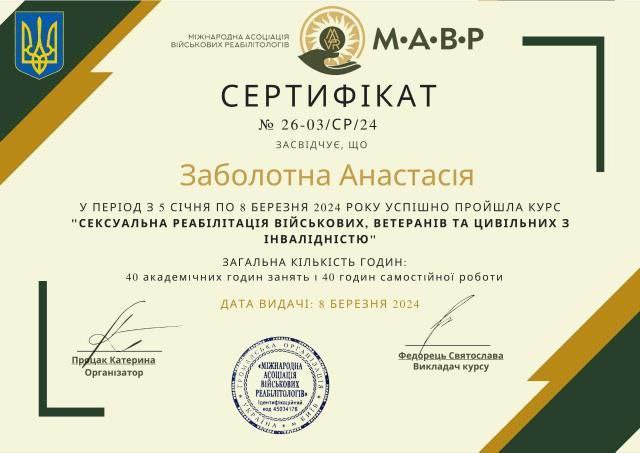 МІЖНАРОДНА АСОЦІАЦІЯ
ВІЙСЬКОВИХ РЕАБІЛІТОЛОГІВ
М•А•В•Р
СЕРТИФІКАТ
№ 26-03/СР/24
ЗАСВІДЧУЄ, ЩО
Заболотна Анастасія
У ПЕРІОД З 5 СІЧНЯ ПО 8 БЕРЕЗНЯ 2024 РОКУ УСПІШНО ПРОЙШЛА КУРС
"СЕКСУАЛЬНА РЕАБІЛІТАЦІЯ ВІЙСЬКОВИХ, ВЕТЕРАНІВ ТА ЦИВІЛЬНИХ З
ІНВАЛІДНІСТЮ"
ЗАГАЛЬНА КІЛЬКІСТЬ ГОДИН:
40 академічних годин занять і 40 годин самостійної роботи
ДАТА ВИДАЧІ: 8 БЕРЕЗНЯ 2024
Процак Катерина
Організатор
ГРОМАДСЬКА ОРГАНІЗАЦІЯ
«МІЖНАРОДНА
АСОЦІАЦІЯ
ВІЙСЬКОВИХ
РЕАБІЛІТОЛОГІВ»
Ідентифікаційний
код 45034178
УКРАЇНА * м КИЇВ
Федорець Святослава
Викладач курсу